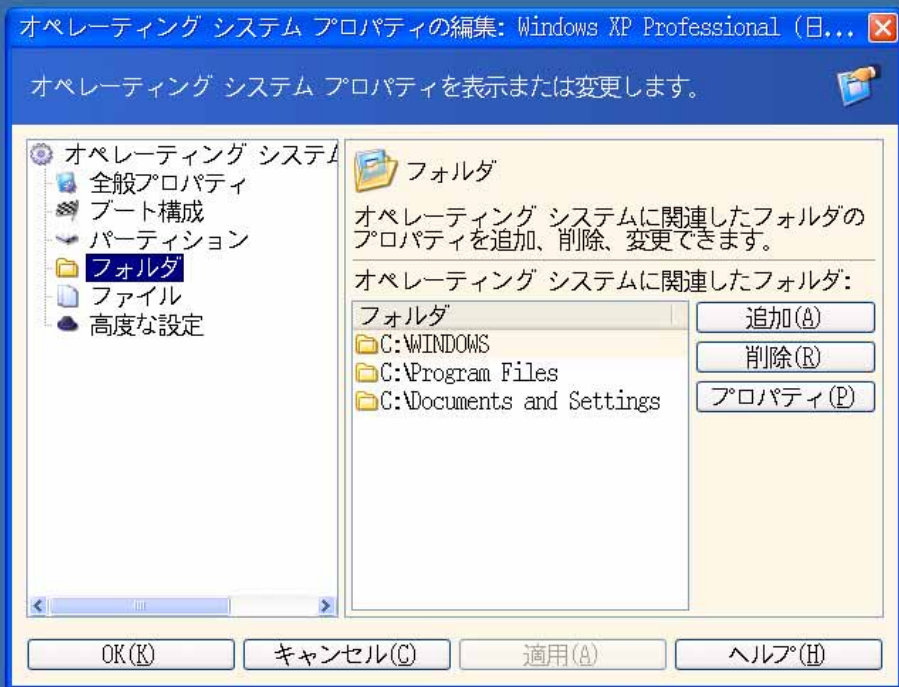 オペレーティング システム プロパティの編集: Windows XP Professional (日...
オペレーティング システム プロパティを表示または変更します。
オペレーティング システム
全般プロパティ
ブート構成
パーティション
フォルダ
ファイル
高度な設定
フォルダ
オペレーティング システムに関連したフォルダの
プロパティを追加、削除、変更できます。
オペレーティング システムに関連したフォルダ:
フォルダ
C:\WINDOWS
C:\Program Files
C:\Documents and Settings
追加(A)
削除(R)
プロパティ(P)
OK(K)
キャンセル(C)
適用(A)
ヘルプ(H)